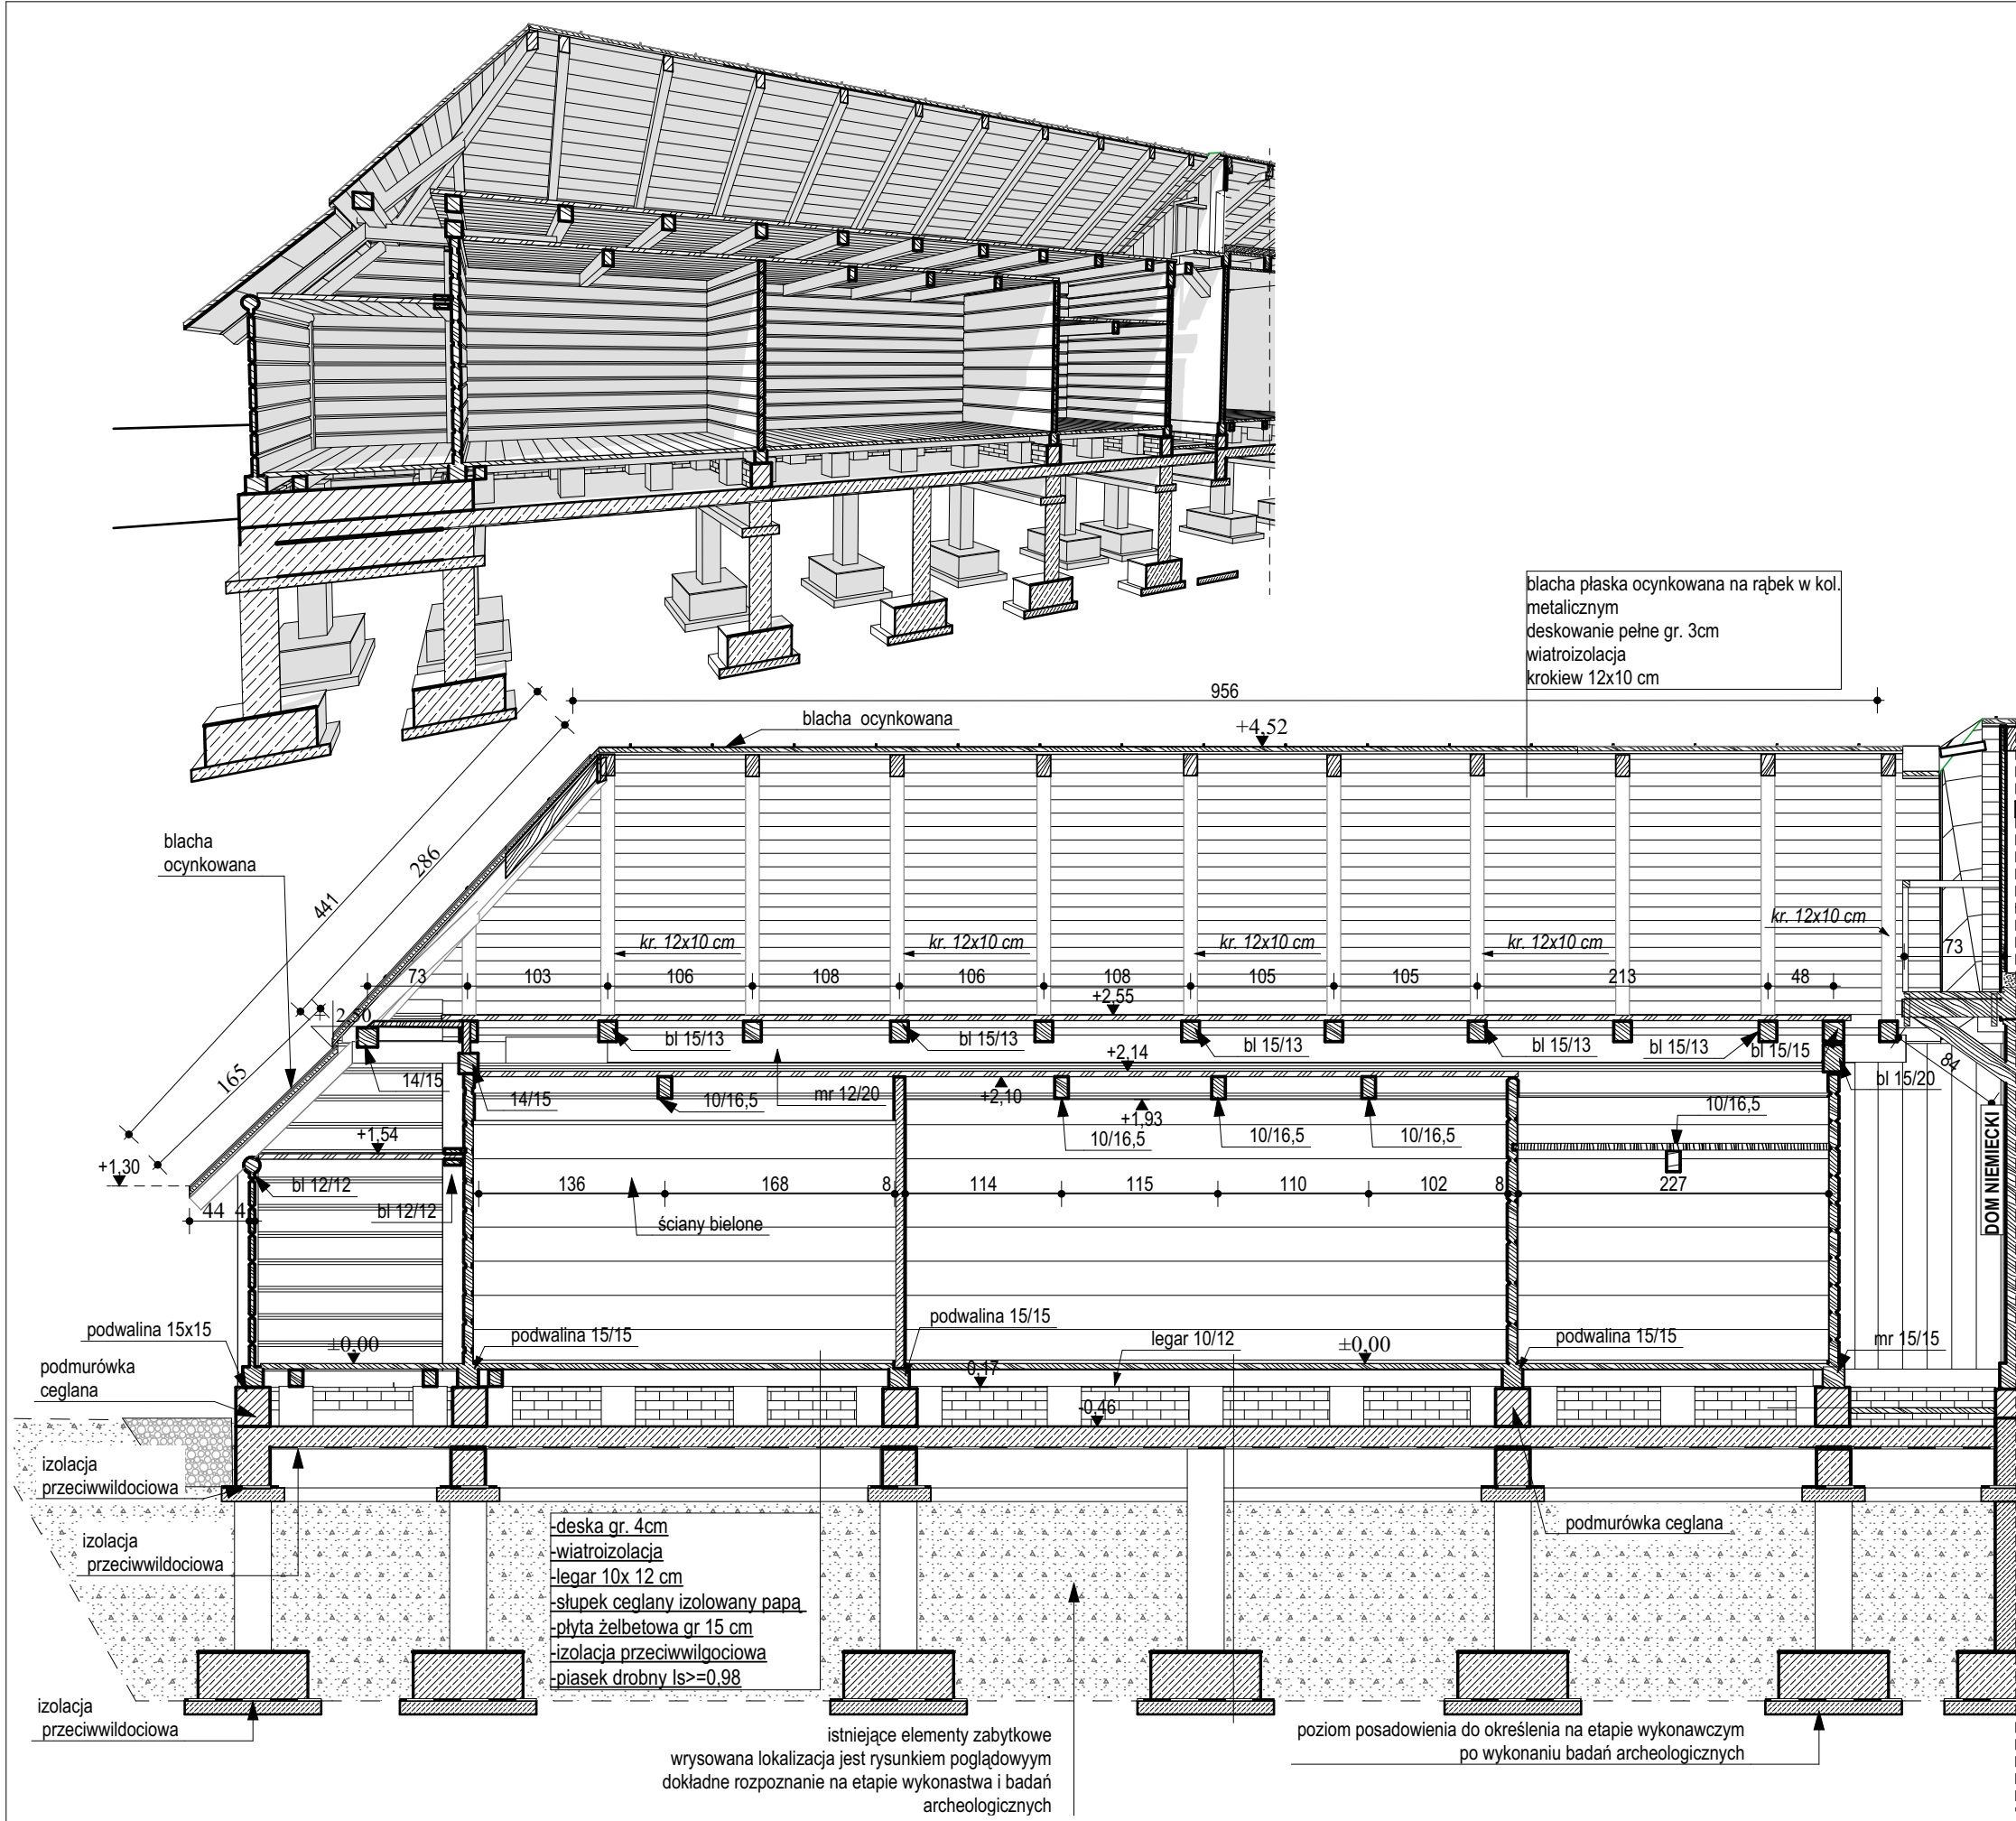 blacha płaska ocynkowana na rąbek w kol.
metalicznym
deskowanie pełne gr. 3cm
wiatroizolacja
krokiew 12x10 cm
956
blacha ocynkowana
+4,52
blacha
ocynkowana
286
441
165
kr. 12x10 cm
kr. 12x10 cm
kr. 12x10 cm
kr. 12x10 cm
kr. 12x10 cm
73
73
103
106
108
106
108
105
105
213
48
+2,55
bl 15/13
bl 15/13
bl 15/13
bl 15/13
bl 15/13
bl 15/15
84
14/15
14/15
10/16,5
mr 12/20
+2,14
+2,10
+1,93
bl 15/20
10/16,5
10/16,5
10/16,5
10/16,5
+1,54
+1,30
bl 12/12
bl 12/12
136
168
8
114
115
110
102
8
227
44
4
ściany bielone
DOM NIEMIECKI
podwalina 15x15
podwalina 15/15
podwalina 15/15
legar 10/12
podwalina 15/15
mr 15/15
±0,00
±0,00
podmurówka
ceglana
0,17
-0,46
izolacja
przeciwwildociowa
izolacja
przeciwwildociowa
podmurówka ceglana
-deska gr. 4cm
-wiatroizolacja
-legar 10x 12 cm
-słupek ceglany izolowany papą
-płyta żelbetowa gr 15 cm
-izolacja przeciwwilgociowa
-piasek drobny Is>=0,98
izolacja
przeciwwildociowa
istniejące elementy zabytkowe
wrysowana lokalizacja jest rysunkiem poglądowym
dokładne rozpoznanie na etapie wykonastwa i badań
archeologicznych
poziom posadowienia do określenia na etapie wykonawczym
po wykonaniu badań archeologicznych